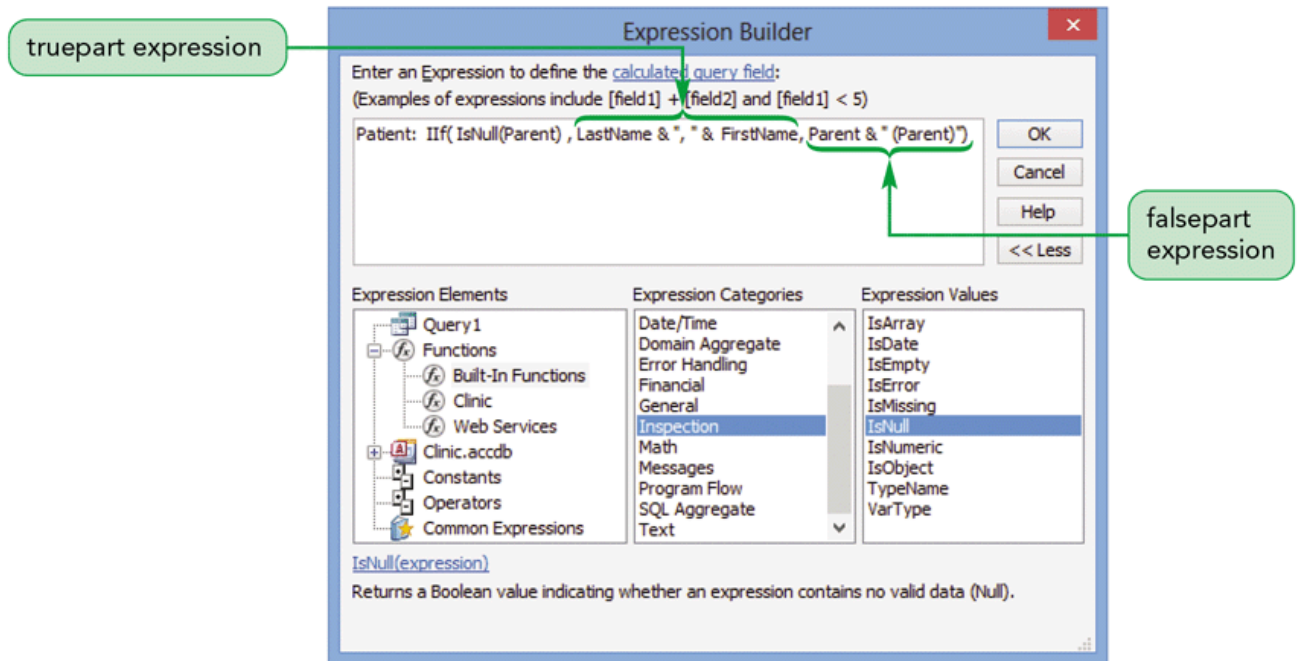 Expression Builder
truepart expression
Enter an Expression to define the calculated query field:
(Examples of expressions include [field1] + [field2] and [field1] < 5)
Patient: IIf( IsNull(Parent) , LastName & ", " & FirstName, Parent & " (Parent)")
OK
Cancel
Help
<< Less
falsepart
expression
Expression Elements
Query1
Functions
Built-In Functions
Clinic
Web Services
Clinic.accdb
Constants
Operators
Common Expressions
Expression Categories
Date/Time
Domain Aggregate
Error Handling
Financial
General
Inspection
Math
Messages
Program Flow
SQL Aggregate
Text
Expression Values
IsArray
IsDate
IsEmpty
IsError
IsMissing
IsNull
IsNumeric
IsObject
TypeName
VarType
IsNull(expression)
Returns a Boolean value indicating whether an expression contains no valid data (Null).